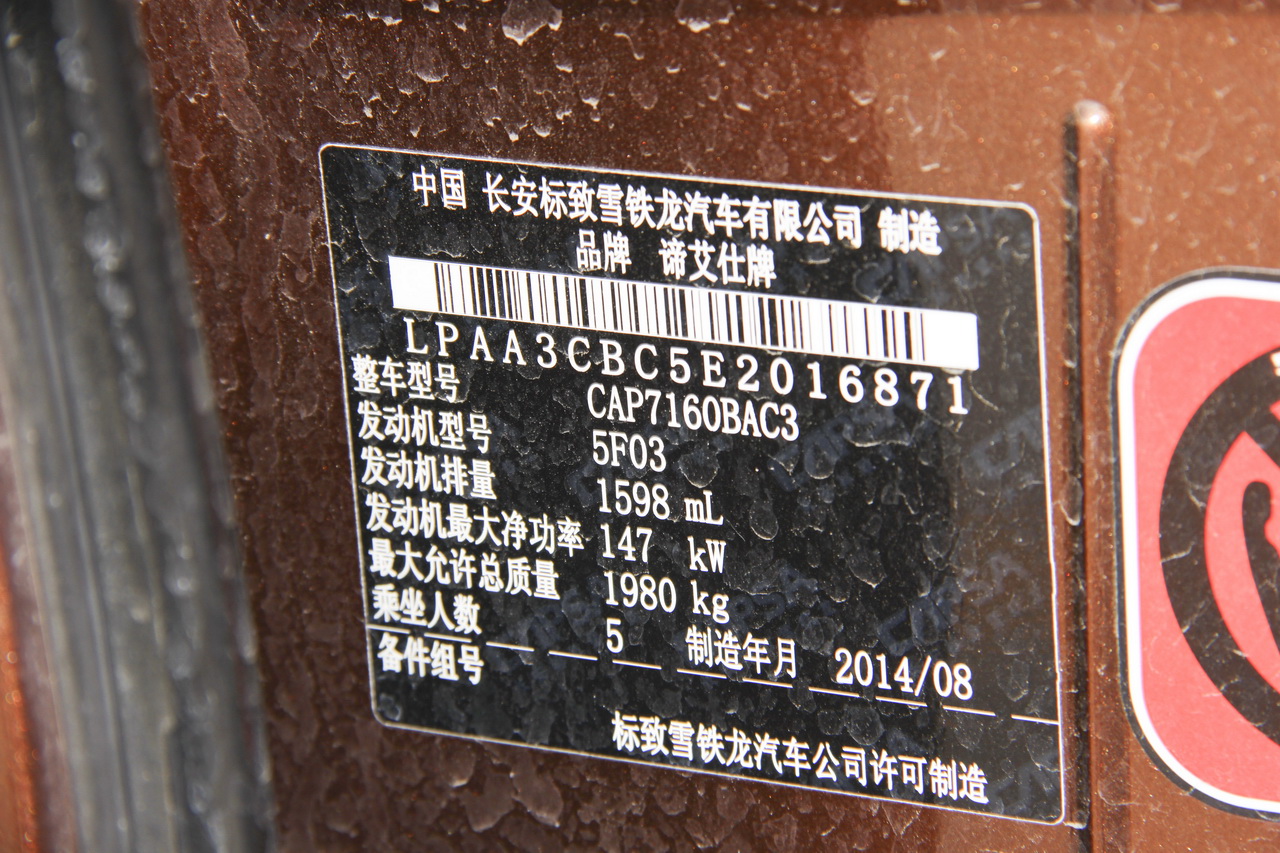 中国 长安标致雪铁龙汽车有限公司 制造
品牌 谛艾仕牌
LPAA3CBC5E2016871
整车型号 CAP7160BAC3
发动机型号 5F03
发动机排量 1598 mL
发动机最大净功率 147 kW
最大允许总质量 1980 kg
乘坐人数 5 制造年月 2014/08
备件组号
标致雪铁龙汽车公司许可制造